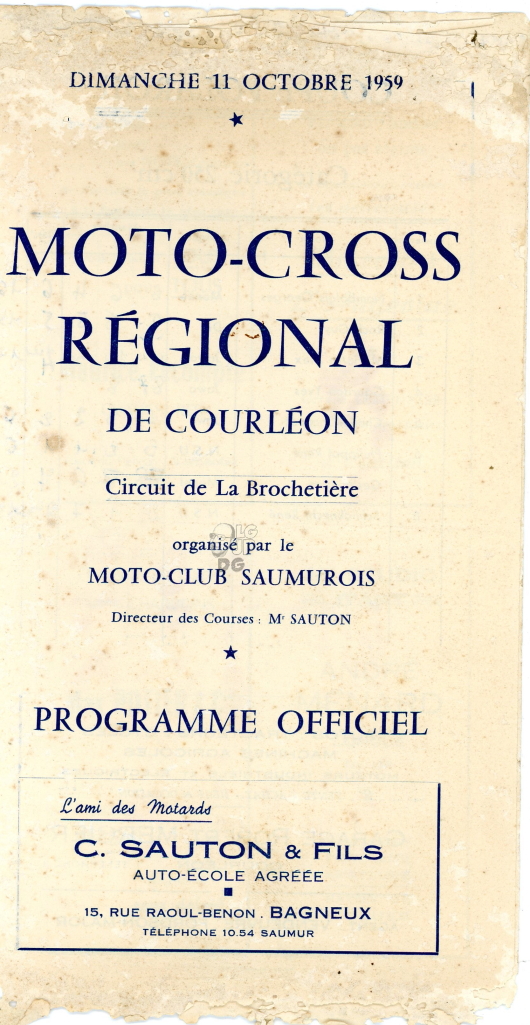 DIMANCHE 11 OCTOBRE 1959
MOTO-CROSS
RÉGIONAL
DE COURLÉON
Circuit de La Brochetière
organisé par le
MOTO-CLUB SAUMUROIS
Directeur des Courses : Mr SAUTON
PROGRAMME OFFICIEL
L'ami des Motards
C. SAUTON & FILS
AUTO-ÉCOLE AGRÉÉE
15, RUE RAOUL-BENON . BAGNEUX
TÉLÉPHONE 10.54 SAUMUR